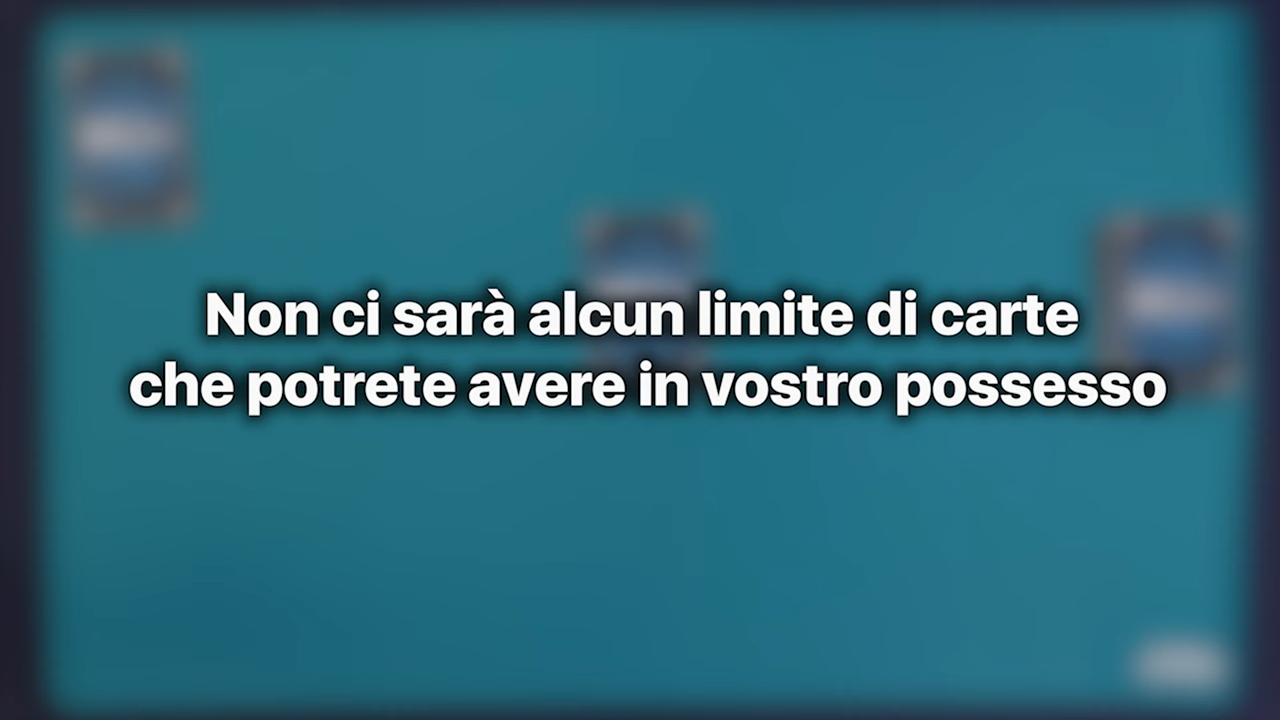 Non ci sarà alcun limite di carte
che potrete avere in vostro possesso